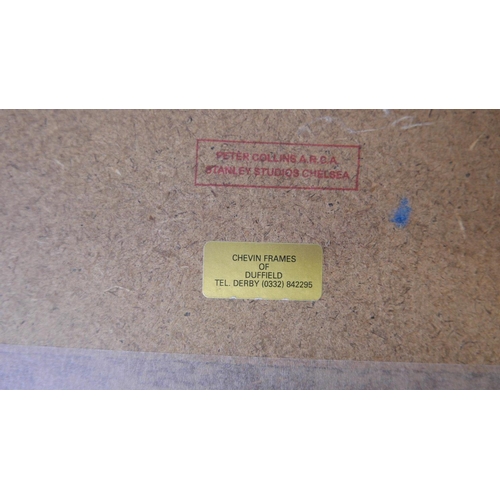 PETER COLLINS A.R.C.A.
STANLEY STUDIOS CHELSEA
CHEVIN FRAMES
OF
DUFFIELD
TEL. DERBY (0332) 842295